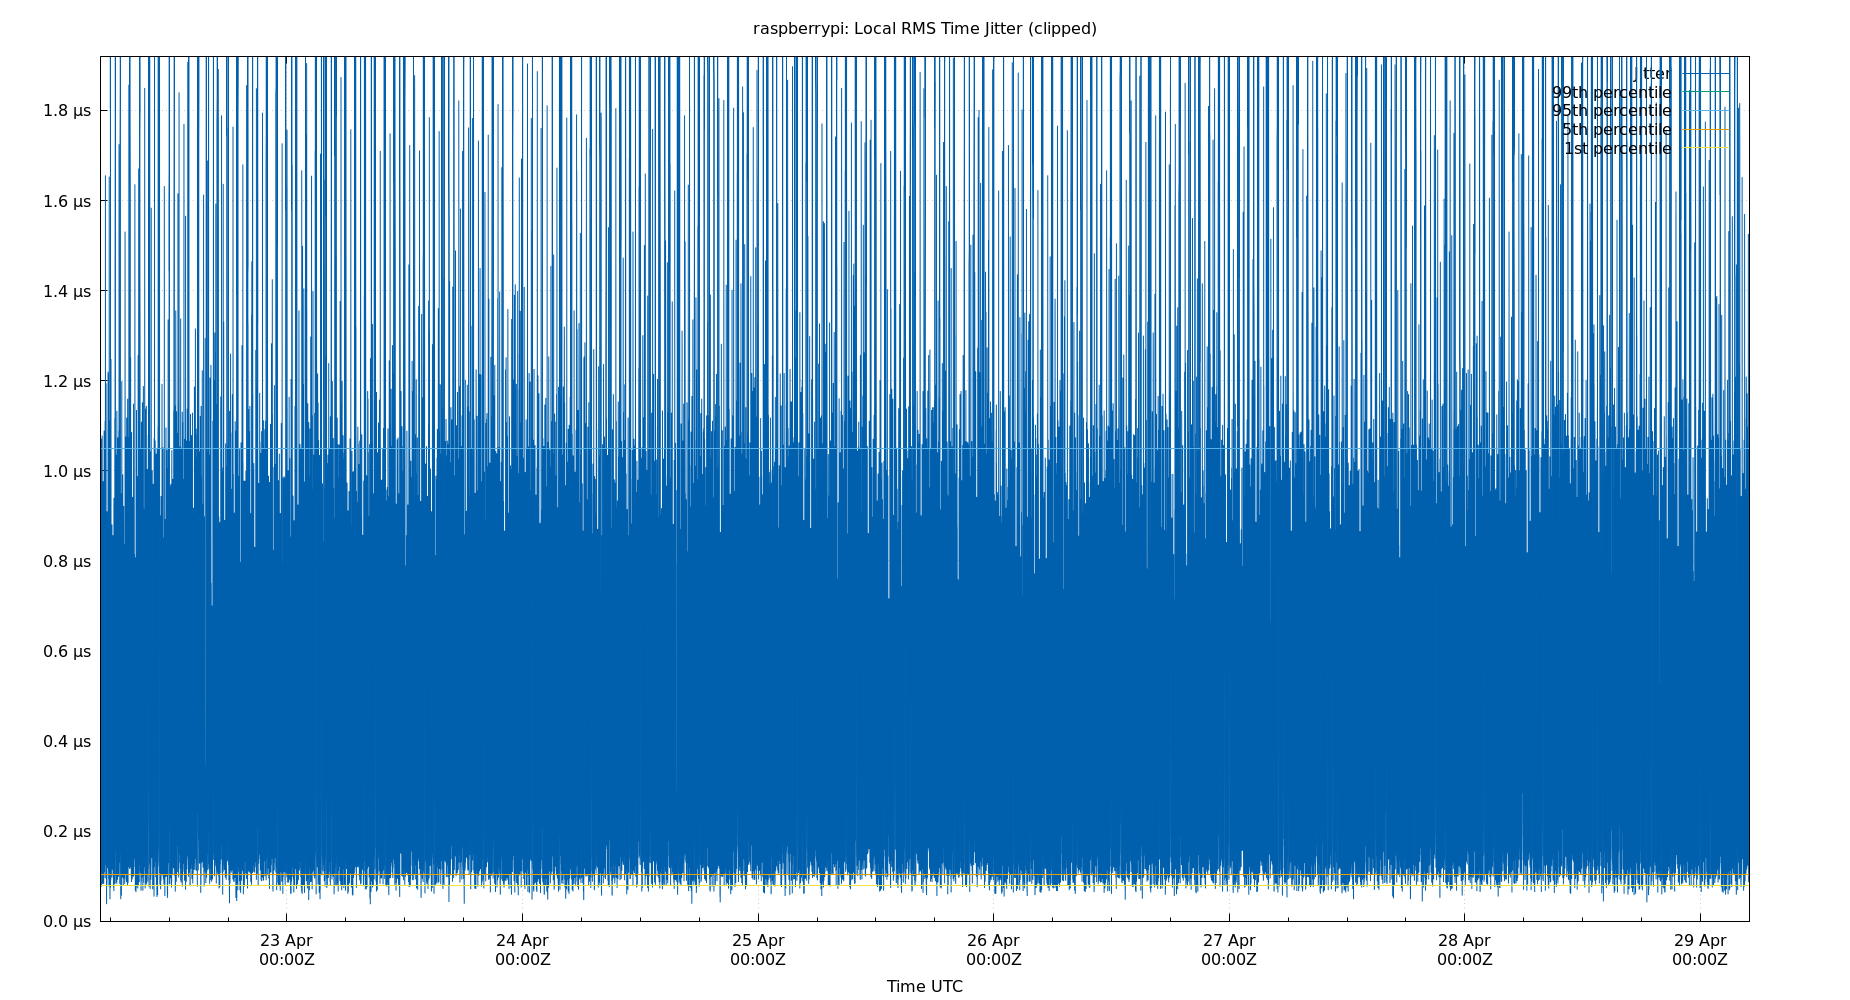 raspberrypi: Local RMS Time Jitter (clipped)
jitter
99th percentile
95th percentile
5th percentile
1st percentile
1.8 µs
1.6 µs
1.4 µs
1.2 µs
1.0 µs
0.8 µs
0.6 µs
0.4 µs
0.2 µs
0.0 µs
23 Apr 24 Apr 25 Apr 26 Apr 27 Apr 28 Apr 29 Apr
00:00Z 00:00Z 00:00Z 00:00Z 00:00Z 00:00Z 00:00Z
Time UTC